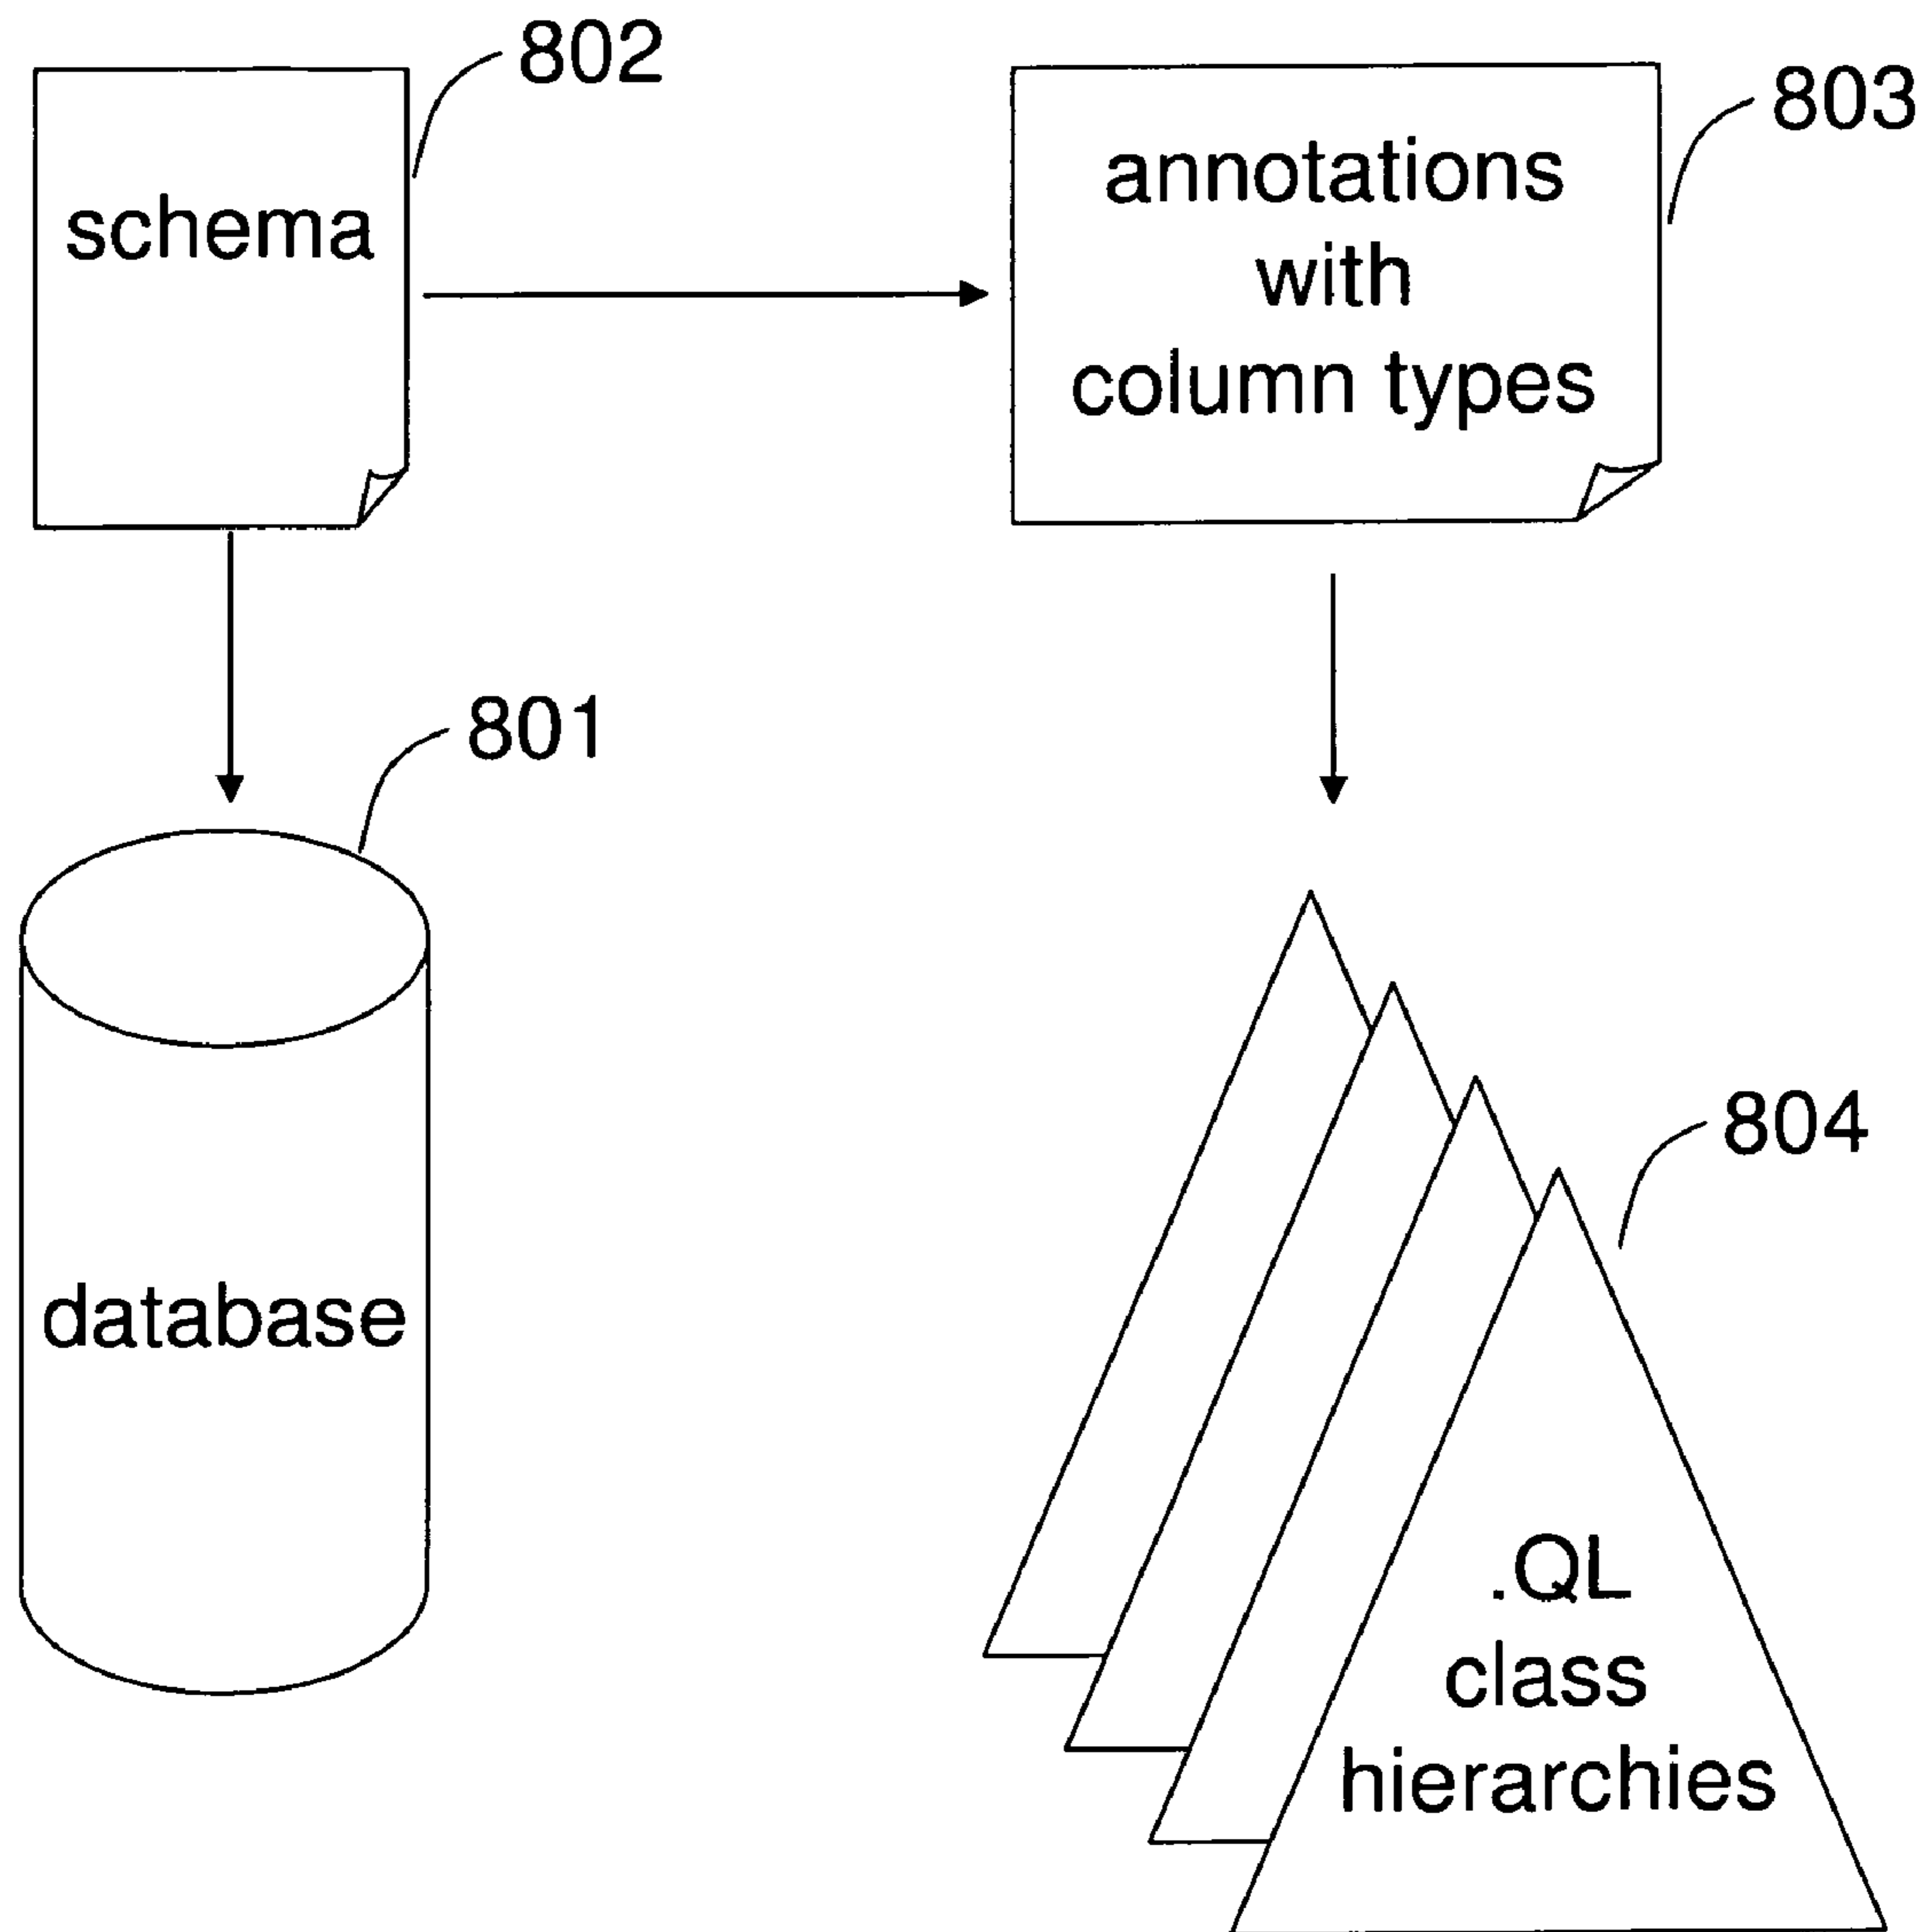 802
schema
803
annotations
with
column types
801
database
804
.QL
class
hierarchies